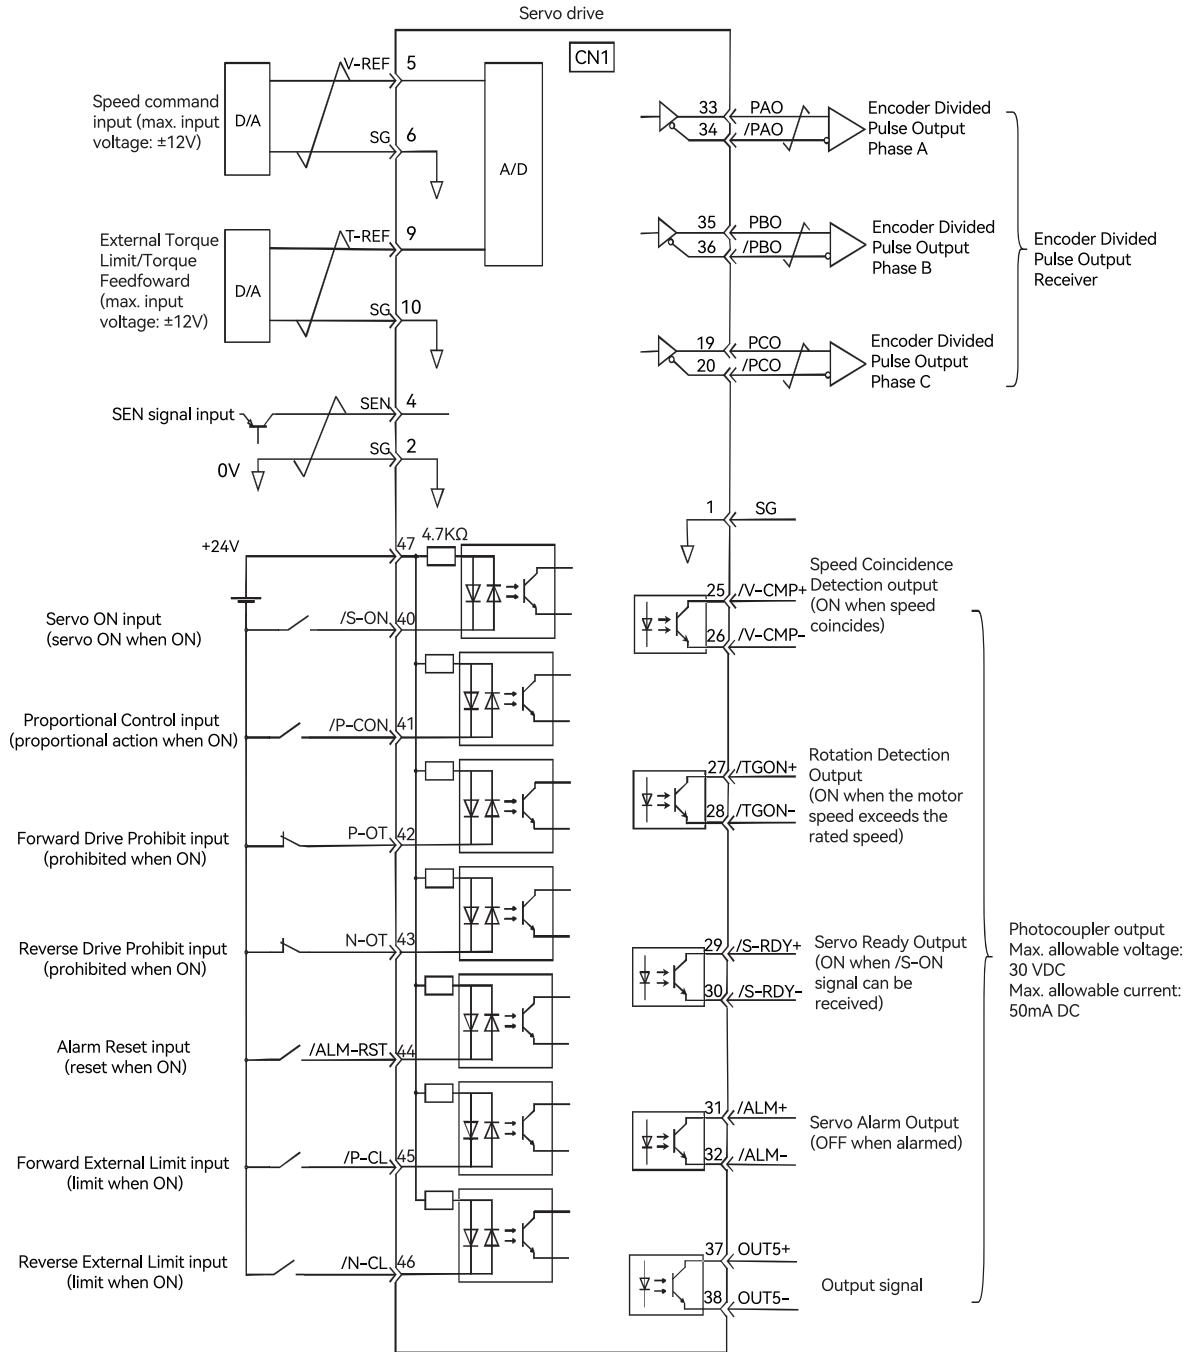 Servo drive
CN1
Speed command
input (max. input
voltage: ±12V)
D/A
V-REF 5
SG 6
A/D
External Torque
Limit/Torque
Feedfoward
(max. input
voltage: ±12V)
D/A
T-REF 9
SG 10
SEN signal input
SEN 4
SG 2
0V
+24V
47
4.7KΩ
Servo ON input
(servo ON when ON)
/S-ON 40
Proportional Control input
(proportional action when ON)
/P-CON 41
Forward Drive Prohibit input
(prohibited when ON)
P-OT 42
Reverse Drive Prohibit input
(prohibited when ON)
N-OT 43
Alarm Reset input
(reset when ON)
/ALM-RST 44
Forward External Limit input
(limit when ON)
/P-CL 45
Reverse External Limit input
(limit when ON)
/N-CL 46
33 PAO
34 /PAO
Encoder Divided
Pulse Output
Phase A
35 PBO
36 /PBO
Encoder Divided
Pulse Output
Phase B
19 PCO
20 /PCO
Encoder Divided
Pulse Output
Phase C
Encoder Divided
Pulse Output
Receiver
1 SG
25 /V-CMP+
26 /V-CMP-
Speed Coincidence
Detection output
(ON when speed
coincides)
27 /TGON+
28 /TGON-
Rotation Detection
Output
(ON when the motor
speed exceeds the
rated speed)
29 /S-RDY+
30 /S-RDY-
Servo Ready Output
(ON when /S-ON
signal can be
received)
31 /ALM+
32 /ALM-
Servo Alarm Output
(OFF when alarmed)
37 OUT5+
38 OUT5-
Output signal
Photocoupler output
Max. allowable voltage:
30 VDC
Max. allowable current:
50mA DC